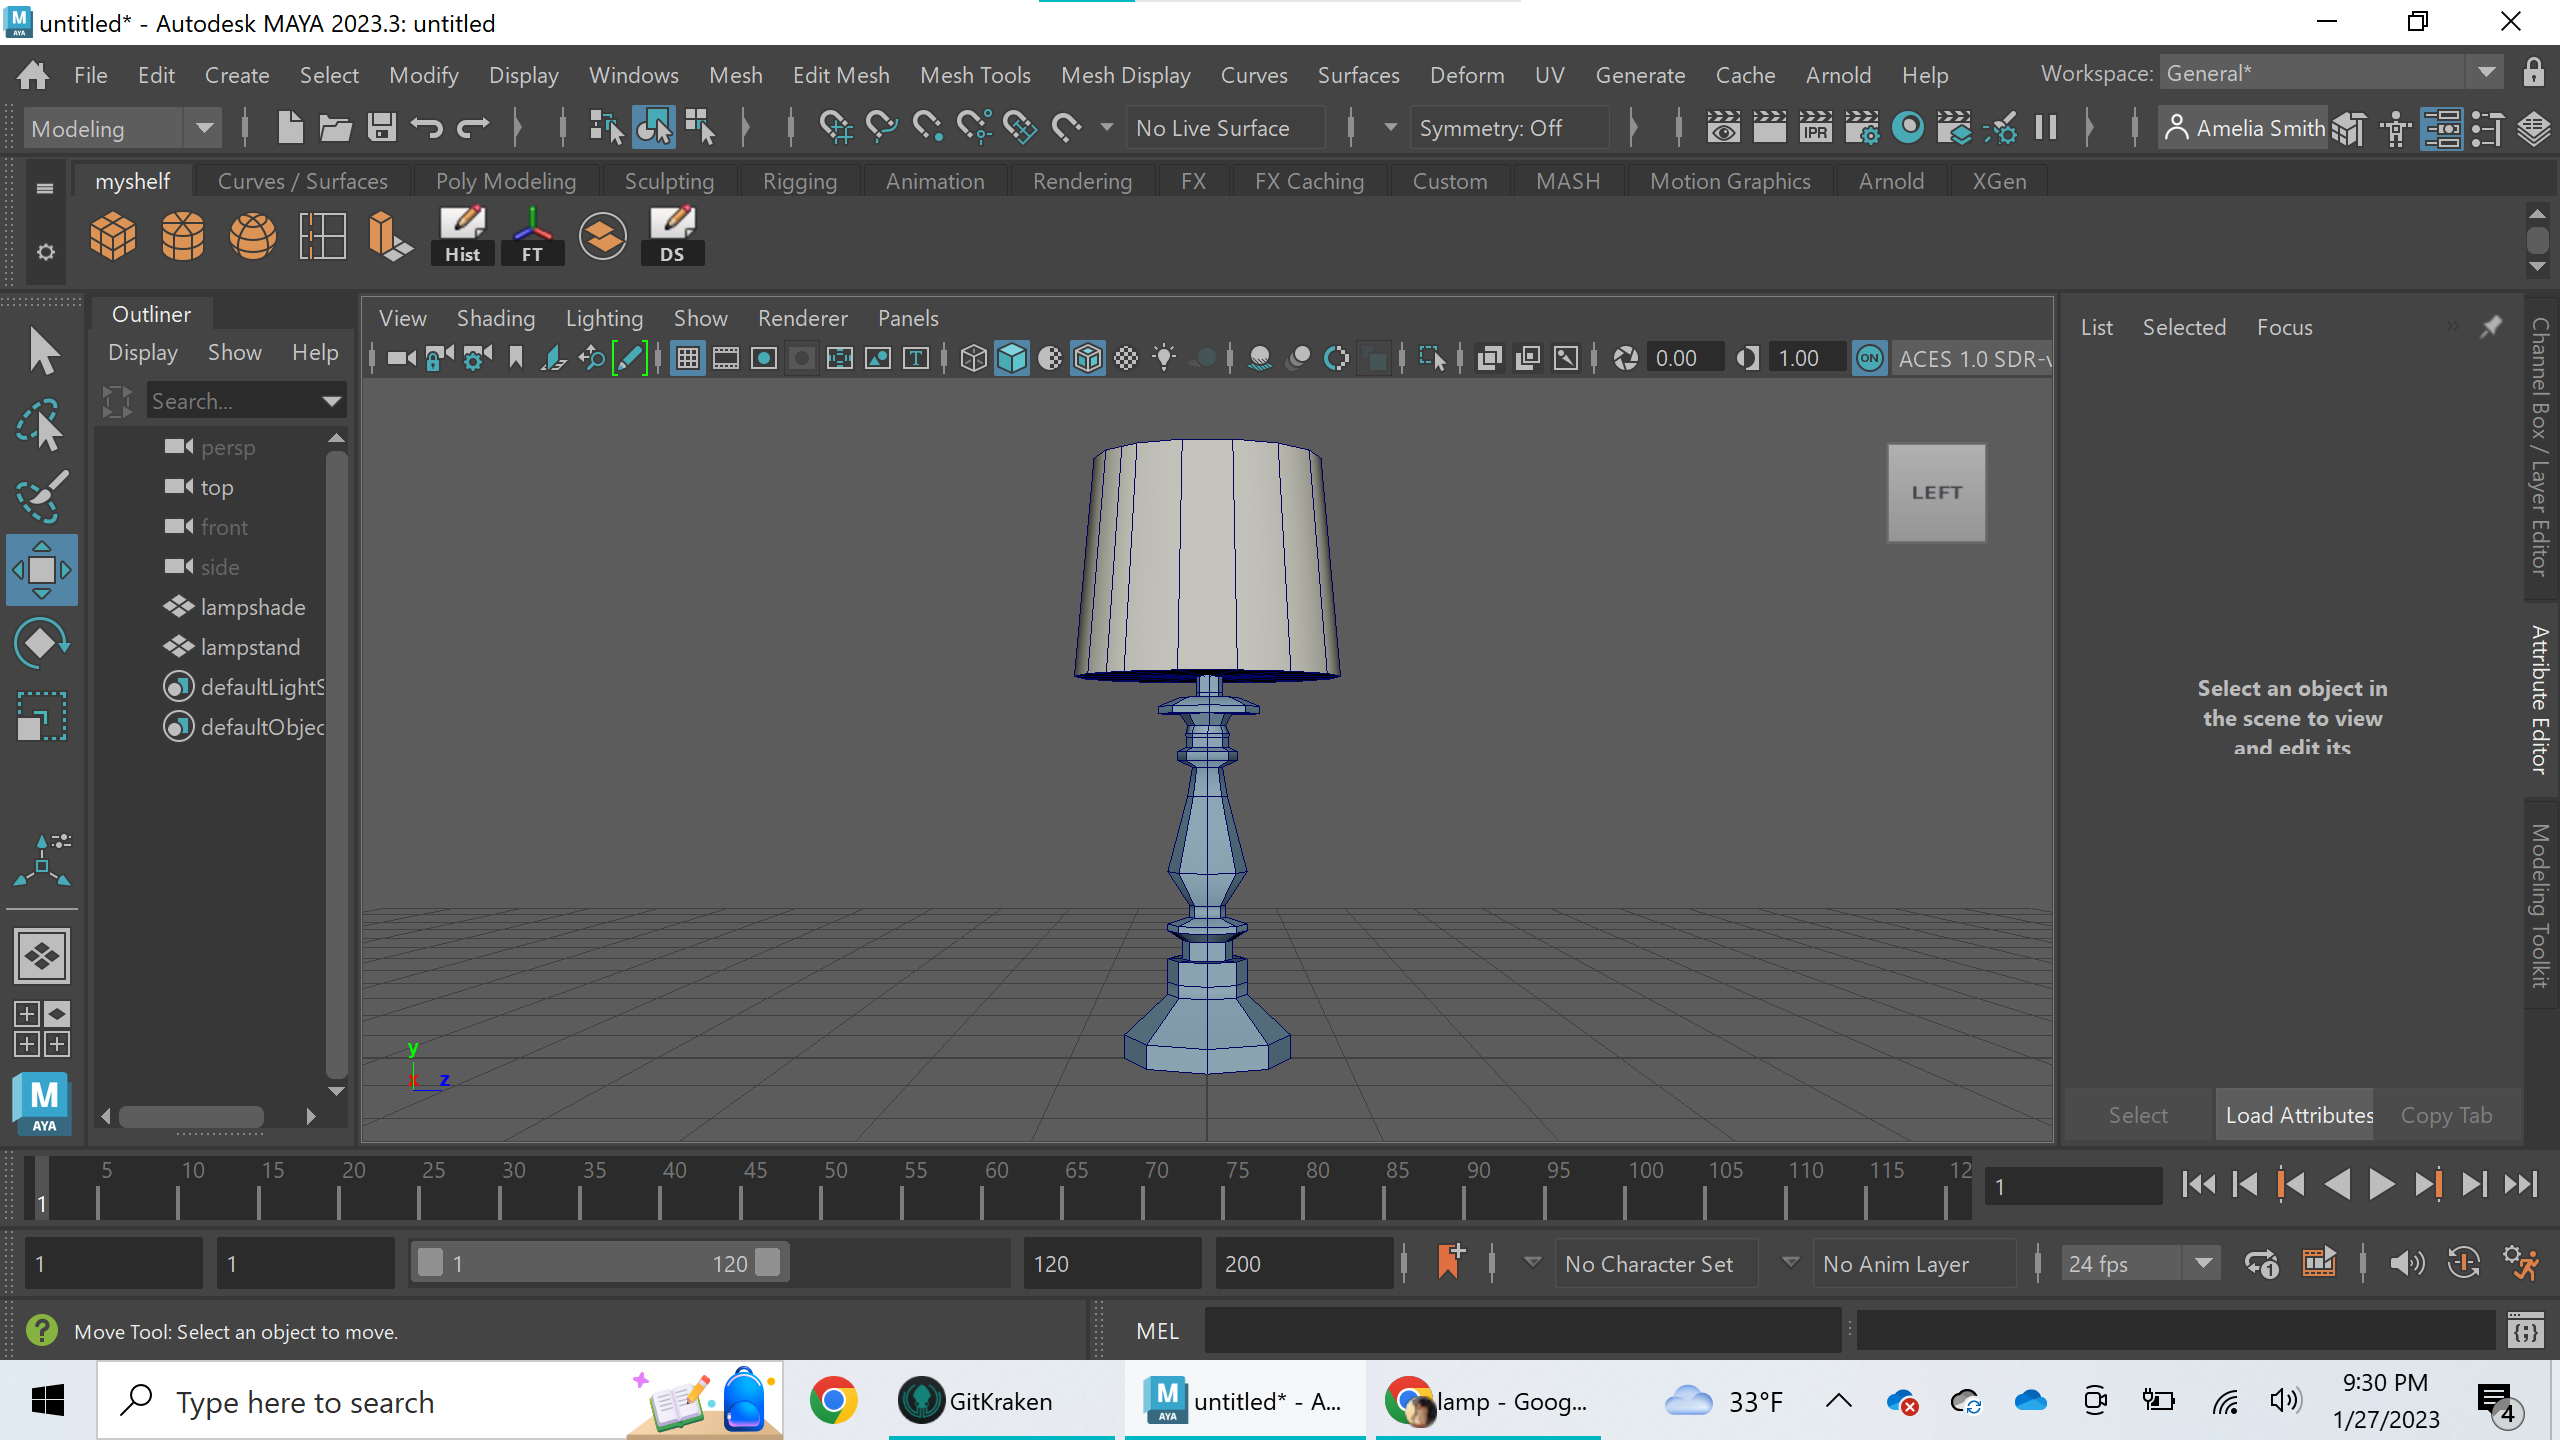 untitled* - Autodesk MAYA 2023.3: untitled
File Edit Create Select Modify Display Windows Mesh Edit Mesh Mesh Tools Mesh Display Curves Surfaces Deform UV Generate Cache Arnold Help Workspace: General*
Modeling No Live Surface Symmetry: Off IPR Amelia Smith
myshelf Curves / Surfaces Poly Modeling Sculpting Rigging Animation Rendering FX FX Caching Custom MASH Motion Graphics Arnold XGen
Hist FT DS
Outliner
Display Show Help
Search...
persp
top
front
side
lampshade
lampstand
defaultLightS
defaultObjec
View Shading Lighting Show Renderer Panels
0.00 1.00 ON ACES 1.0 SDR-v
LEFT
y
x z
List Selected Focus
Select an object in
the scene to view
and edit its
Select Load Attributes Copy Tab
Channel Box / Layer Editor
Attribute Editor
Modeling Toolkit
M
AYA
5 10 15 20 25 30 35 40 45 50 55 60 65 70 75 80 85 90 95 100 105 110 115 12
1 1
1 1 1 120 120 200 No Character Set No Anim Layer 24 fps
Move Tool: Select an object to move. MEL
Type here to search GitKraken untitled* - A... lamp - Goog... 33°F 9:30 PM
1/27/2023 4